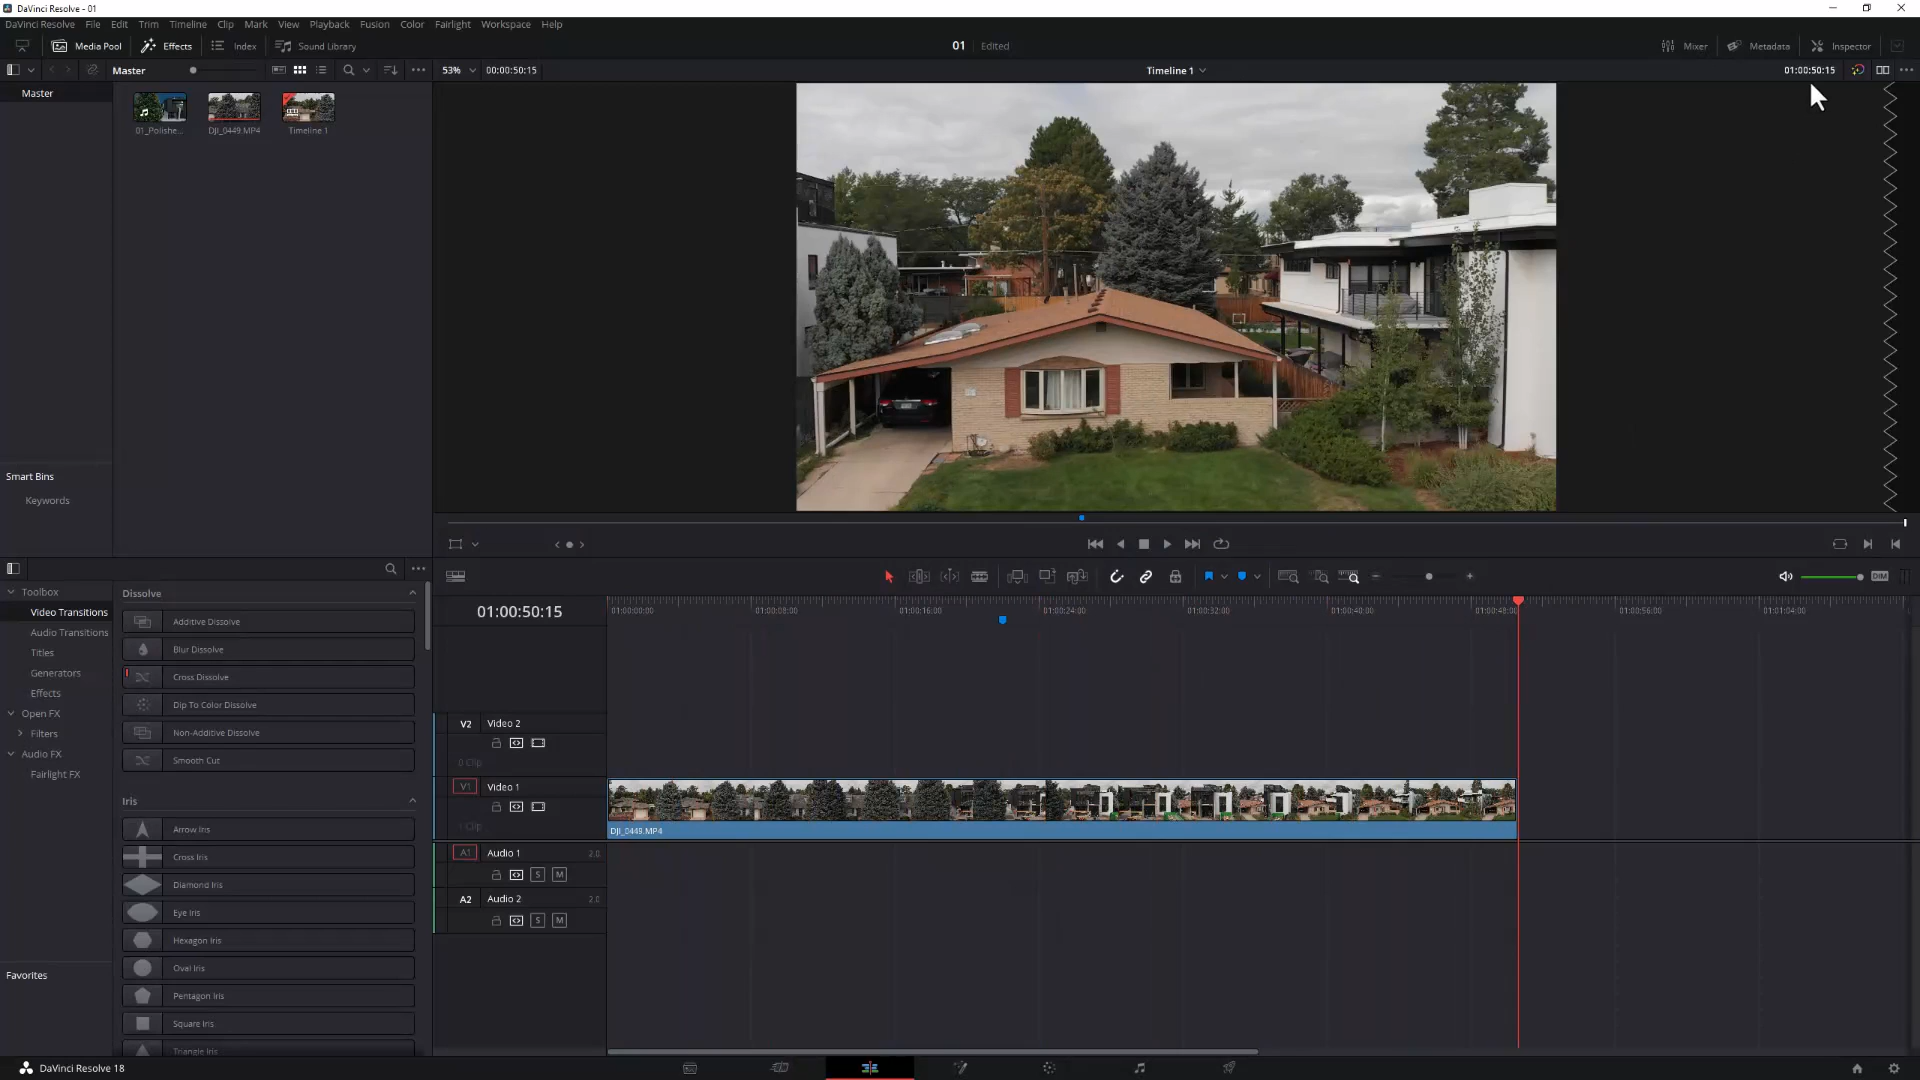 DaVinci Resolve - 01
DaVinci Resolve File Edit Trim Timeline Clip Mark View Playback Fusion Color Fairlight Workspace Help
Media Pool Effects Index Sound Library 01 Edited Mixer Metadata Inspector
Master 53% 00:00:50:15 Timeline 1 01:00:50:15
Master
01_Polishe... DJI_0449.MP4 Timeline 1
Smart Bins
Keywords
Toolbox
Video Transitions
Audio Transitions
Titles
Generators
Effects
Open FX
Filters
Audio FX
Fairlight FX
Favorites
Dissolve
Additive Dissolve
Blur Dissolve
Cross Dissolve
Dip To Color Dissolve
Non-Additive Dissolve
Smooth Cut
Iris
Arrow Iris
Cross Iris
Diamond Iris
Eye Iris
Hexagon Iris
Oval Iris
Pentagon Iris
Square Iris
Triangle Iris
DIM
01:00:50:15 01:00:00:00 01:00:08:00 01:00:16:00 01:00:24:00 01:00:32:00 01:00:40:00 01:00:48:00 01:00:56:00 01:01:04:00
V2 Video 2
0 Clip
V1 Video 1
1 Clip
DJI_0449.MP4
A1 Audio 1 2.0
S M
A2 Audio 2 2.0
S M
DaVinci Resolve 18